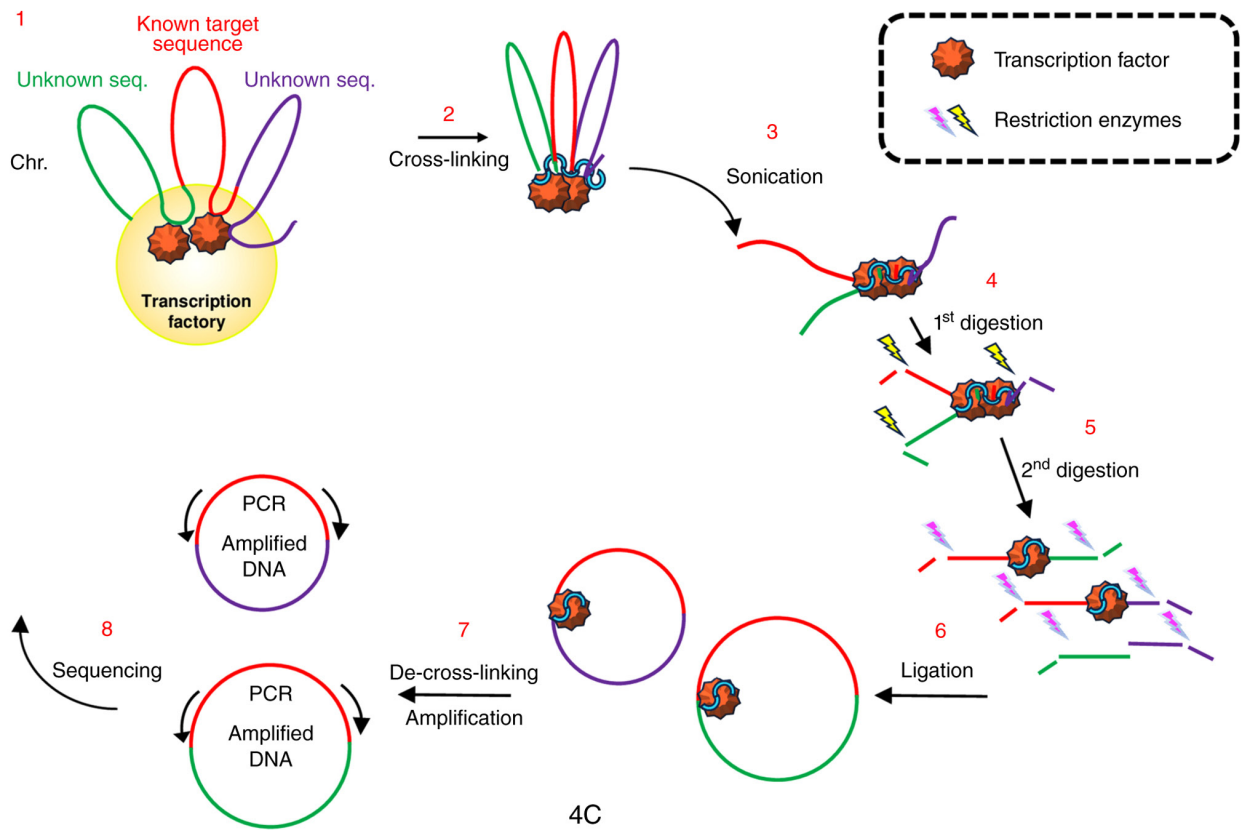 1
Known target
sequence
Unknown seq.
Unknown seq.
Chr.
Transcription
factory
2
Cross-linking
3
Sonication
Transcription factor
Restriction enzymes
4
1st digestion
5
2nd digestion
6
Ligation
7
De-cross-linking
Amplification
PCR
Amplified
DNA
PCR
Amplified
DNA
8
Sequencing
4C